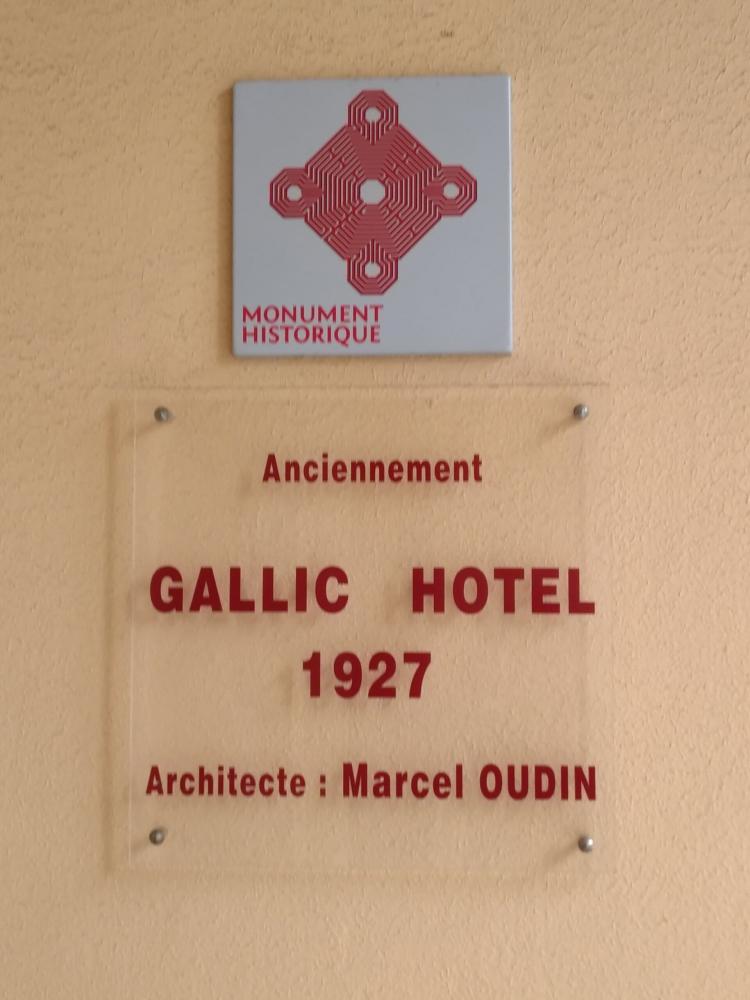 MONUMENT
HISTORIQUE
Anciennement
GALLIC HOTEL
1927
Architecte : Marcel OUDIN